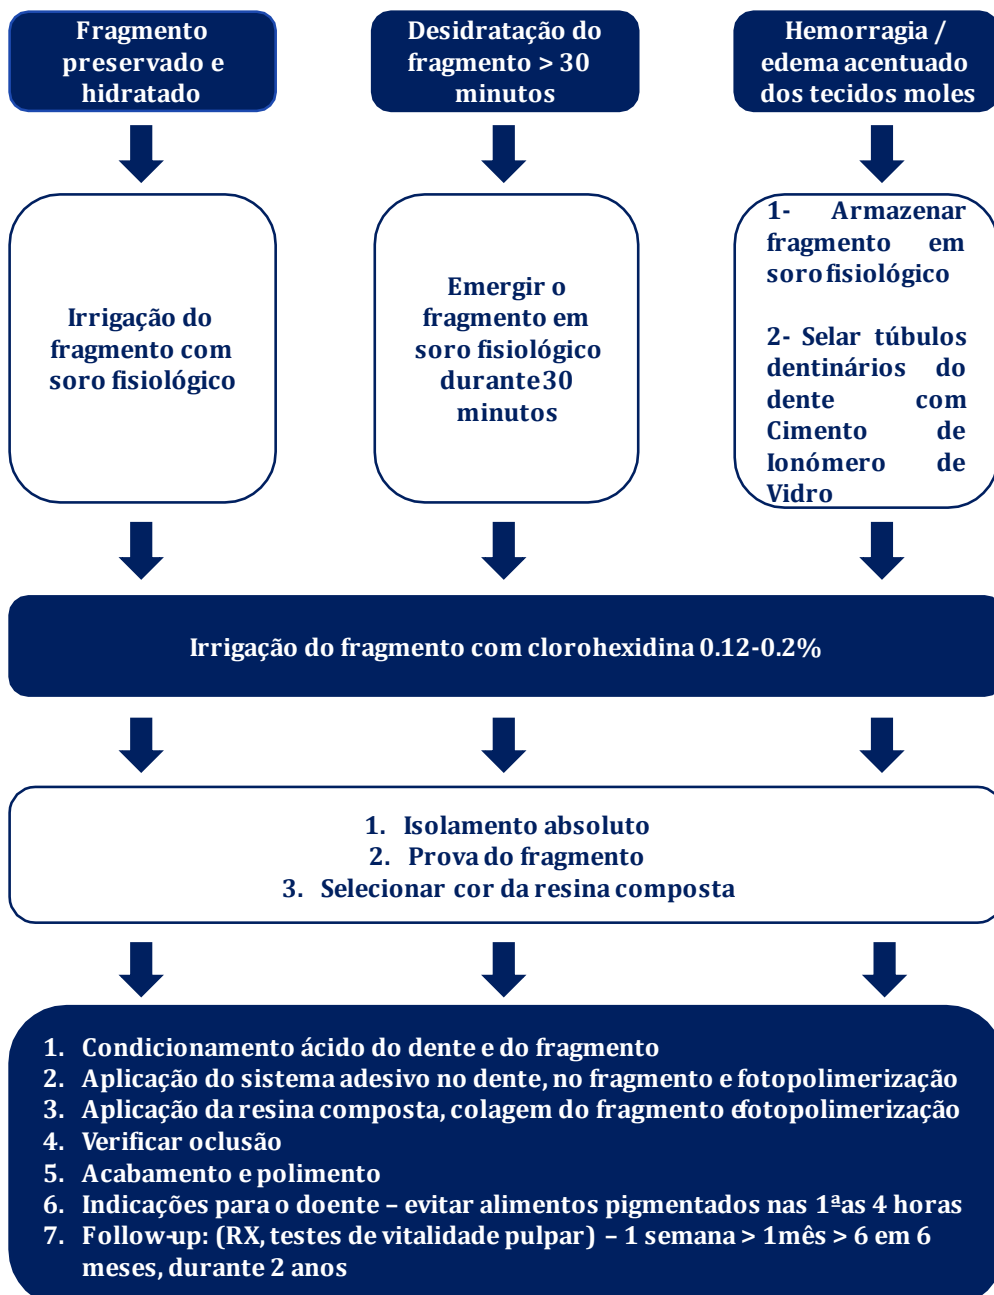 Fragmento
preservado e
hidratado
Desidratação do
fragmento > 30
minutos
Hemorragia /
edema acentuado
dos tecidos moles
Irrigação do
fragmento com
soro fisiológico
Emergir o
fragmento em
soro fisiológico
durante 30
minutos
1- Armazenar
fragmento em
soro fisiológico
2- Selar túbulos
dentinários do
dente com
Cimento de
Ionómero de
Vidro
Irrigação do fragmento com clorohexidina 0.12-0.2%
1. Isolamento absoluto
2. Prova do fragmento
3. Selecionar cor da resina composta
1. Condicionamento ácido do dente e do fragmento
2. Aplicação do sistema adesivo no dente, no fragmento e fotopolimerização
3. Aplicação da resina composta, colagem do fragmento e fotopolimerização
4. Verificar oclusão
5. Acabamento e polimento
6. Indicações para o doente – evitar alimentos pigmentados nas 1ªas 4 horas
7. Follow-up: (RX, testes de vitalidade pulpar) – 1 semana > 1mês > 6 em 6
meses, durante 2 anos